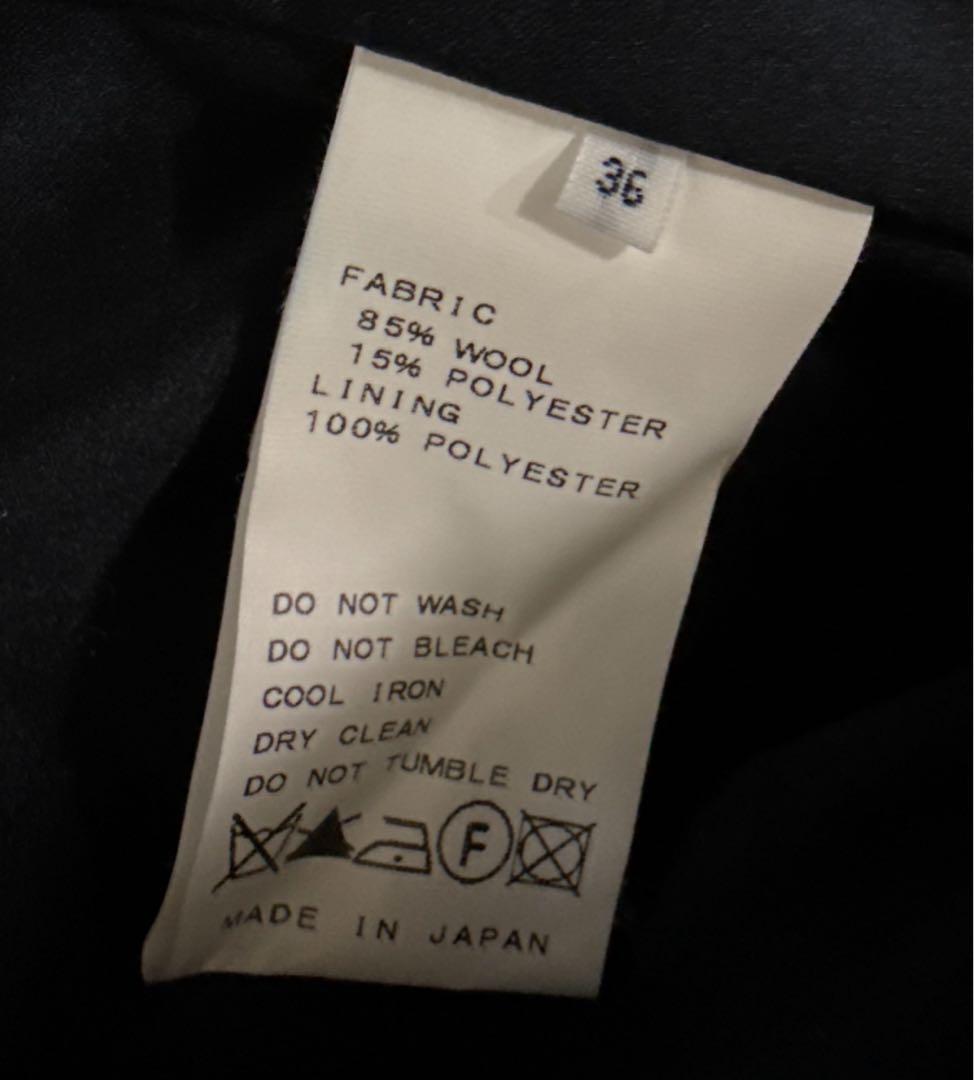 36
FABRIC
85% WOOL
15% POLYESTER
LINING
100% POLYESTER
DO NOT WASH
DO NOT BLEACH
COOL IRON
DRY CLEAN
DO NOT TUMBLE DRY
F
MADE IN JAPAN